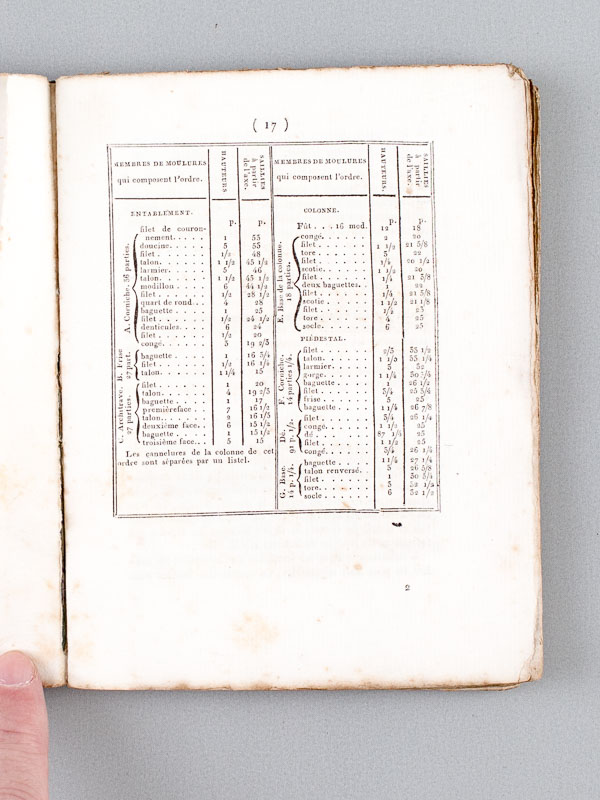 ( 17 )
MEMBRES DE MOULURES
qui composent l'ordre.
HAUTEURS
SAILLIES
à partir
de l'axe.
ENTABLEMENT.
p. p.
A. Corniche, 36 parties.
filet de couron-
nement..... 1 53
doucine...... 5 53
filet....... 1/2 48
talon....... 1 1/2 45 1/2
larmier...... 5 46
talon....... 1 1/2 45 1/2
modillon..... 6 44 1/2
filet....... 1/2 28 1/2
quart de rond.... 4 28
baguette..... 1 25
filet....... 1/2 24 1/2
denticules..... 6 24
filet....... 1/2 20
congé....... 5 19 2/3
B. Frise
27 part.
baguette..... 1 16 3/4
filet....... 1/2 16 1/4
talon....... 1 1/4 15
C. Architrave.
27 parties.
filet....... 1 20
talon....... 4 19 2/3
baguette..... 1 17
première face.. 7 16 1/2
talon....... 2 16 1/3
deuxième face.. 6 15 1/2
baguette..... 1 15 1/2
troisième face.. 5 15
Les cannelures de la colonne de cet
ordre sont séparées par un listel.
MEMBRES DE MOULURES
qui composent l'ordre.
HAUTEURS.
SAILLIES
à partir
de l'axe.
COLONNE.
p. p.
Fût... 16 mod. 12 18
E. Base de la colonne.
18 parties.
congé....... 2 20
filet....... 1 1/2 21 5/8
tore....... 3 22
filet....... 1/4 20 1/2
scotie....... 1 1/2 20
filet....... 1/4 21 5/8
deux baguettes.. 1 22
filet....... 1/4 21 5/8
scotie....... 1 1/2 21 1/8
filet....... 1/2 23
tore....... 4 25
socle....... 6 25
PIÉDESTAL.
F. Corniche.
14 parties 1/4.
filet....... 2/3 33 1/2
talon....... 1 1/3 33 1/4
larmier...... 3 32
gorge....... 1 1/4 30 3/4
baguette..... 1 26 1/2
filet....... 3/4 25 3/4
frise....... 5 25
baguette..... 1 1/4 26 7/8
Dé.
91 p. 1/2.
filet....... 3/4 26 1/4
congé....... 1 1/2 25
dé....... 87 1/4 25
filet....... 1 1/2 25
congé....... 3/4 26 1/4
G. Base.
14 p. 1/4.
baguette..... 1 1/4 27 1/4
talon renversé.. 3 26 5/8
filet....... 1 30 3/4
tore....... 3 32 1/2
socle....... 6 32 1/2
2